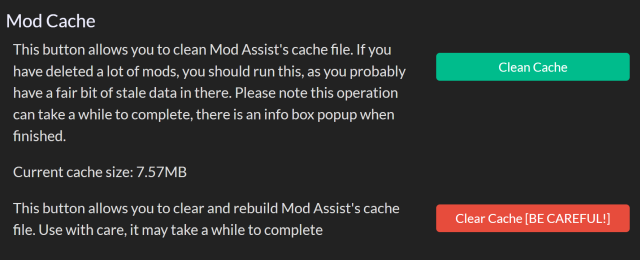 Mod Cache
This button allows you to clean Mod Assist's cache file. If you
have deleted a lot of mods, you should run this, as you probably
have a fair bit of stale data in there. Please note this operation
can take a while to complete, there is an info box popup when
finished.
Clean Cache
Current cache size: 7.57MB
This button allows you to clear and rebuild Mod Assist's cache
file. Use with care, it may take a while to complete
Clear Cache [BE CAREFUL!]